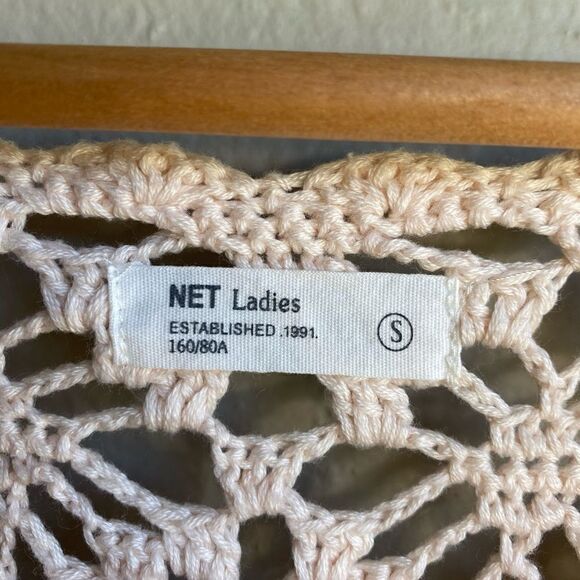 NET Ladies
ESTABLISHED .1991.
160/80A
S